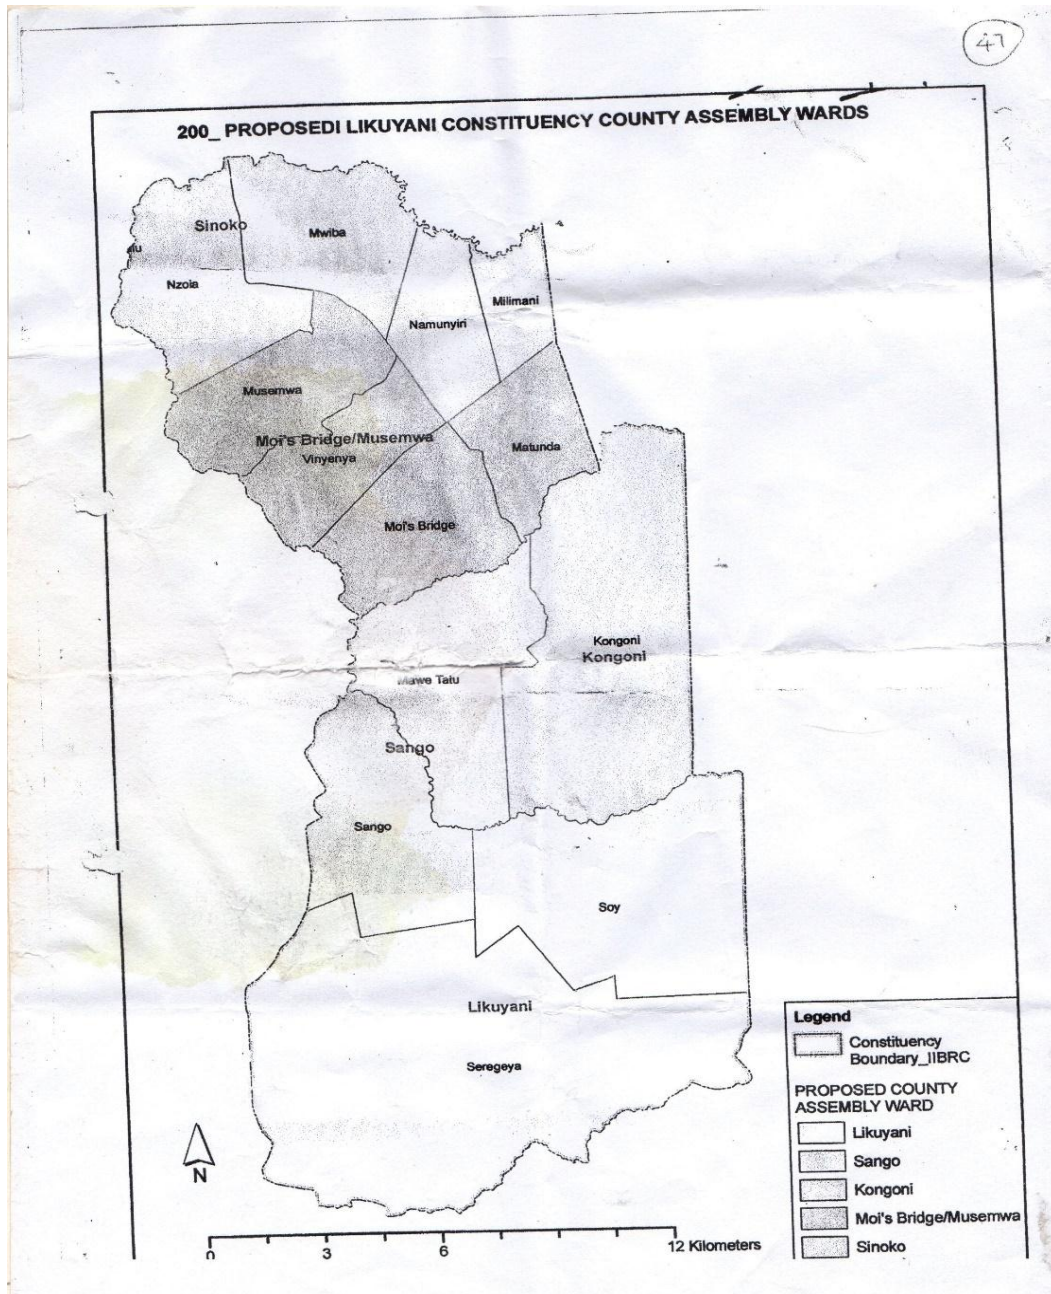 47
200_ PROPOSEDI LIKUYANI CONSTITUENCY COUNTY ASSEMBLY WARDS
Sinoko
Mwiba
Nzoia
Milimani
Namunyiri
Musemwa
Moi's Bridge/Musemwa
Vinyenya
Matunda
Moi's Bridge
Kongoni
Kongoni
Mawe Tatu
Sango
Sango
Soy
Likuyani
Seregeya
N
0 3 6 12 Kilometers
Legend
Constituency
Boundary_IIBRC
PROPOSED COUNTY
ASSEMBLY WARD
Likuyani
Sango
Kongoni
Moi's Bridge/Musemwa
Sinoko